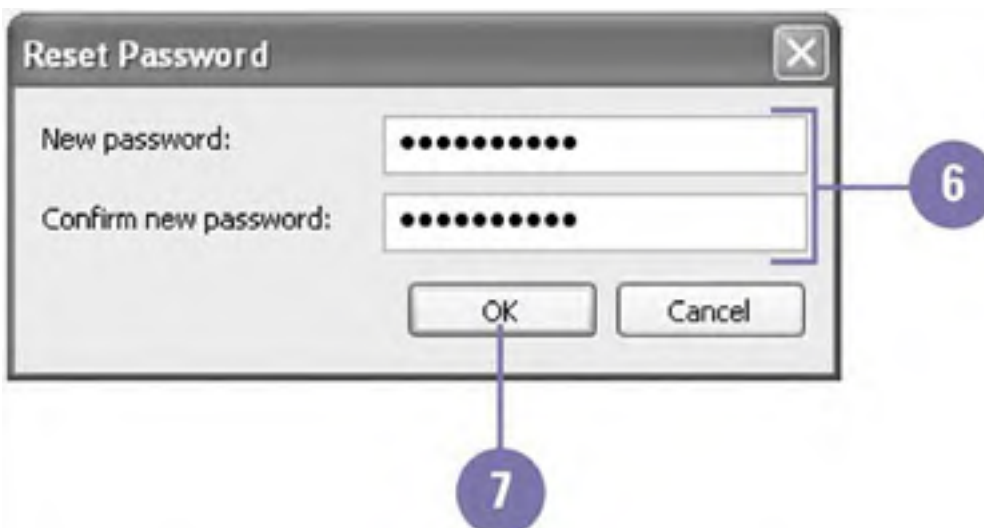 Reset Password
New password: ••••••••••
6
Confirm new password: ••••••••••
OK Cancel
7